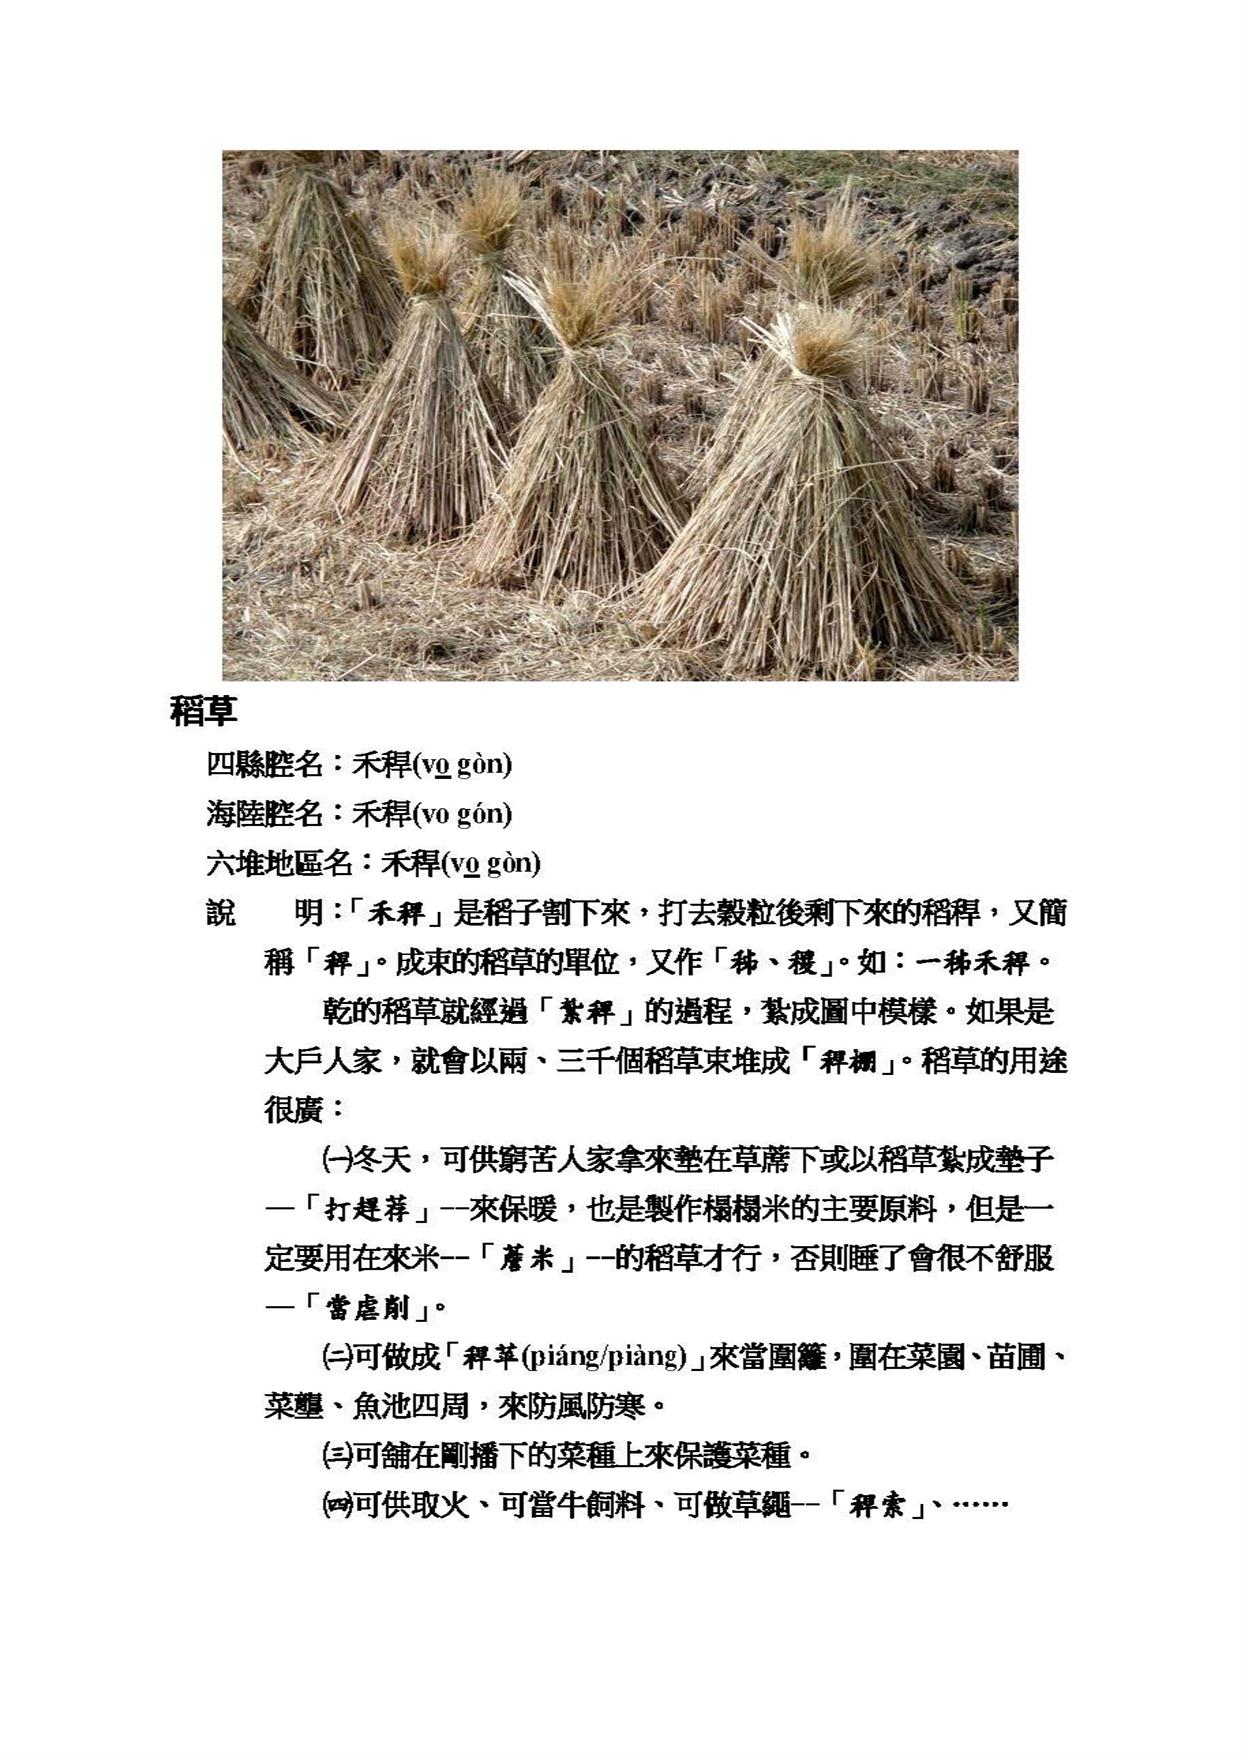 稻草
四縣腔名：禾稈(vo gòn)
海陸腔名：禾稈(vo gón)
六堆地區名：禾稈(vo gòn)
說　　明：「禾稈」是稻子割下來，打去穀粒後剩下來的稻稈，又簡
稱「稈」。成束的稻草的單位，又作「秭、稷」。如：一秭禾稈。
乾的稻草就經過「紮稈」的過程，紮成圖中模樣。如果是
大戶人家，就會以兩、三千個稻草束堆成「稈棚」。稻草的用途
很廣：
㈠冬天，可供窮苦人家拿來墊在草蓆下或以稻草紮成墊子
—「打趕荐」--來保暖，也是製作榻榻米的主要原料，但是一
定要用在來米--「蓬米」--的稻草才行，否則睡了會很不舒服
—「當虐削」。
㈡可做成「稈苹(piáng/piàng)」來當圍籬，圍在菜園、苗圃、
菜壟、魚池四周，來防風防寒。
㈢可舖在剛播下的菜種上來保護菜種。
㈣可供取火、可當牛飼料、可做草繩--「稈索」、……